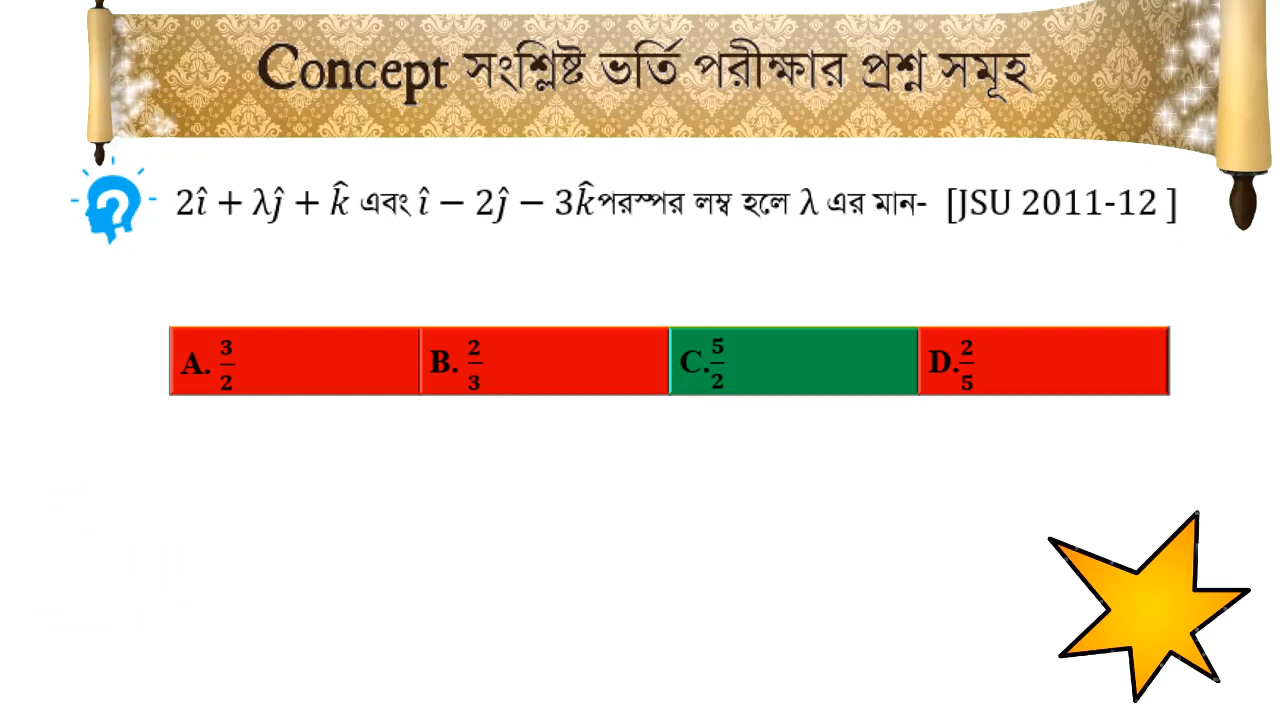 Concept সংশ্লিষ্ট ভর্তি পরীক্ষার প্রশ্ন সমূহ
2î + λĵ + k̂ এবং î − 2ĵ − 3k̂ পরস্পর লম্ব হলে λ এর মান- [JSU 2011-12 ]
A. 3/2 B. 2/3 C. 5/2 D. 2/5